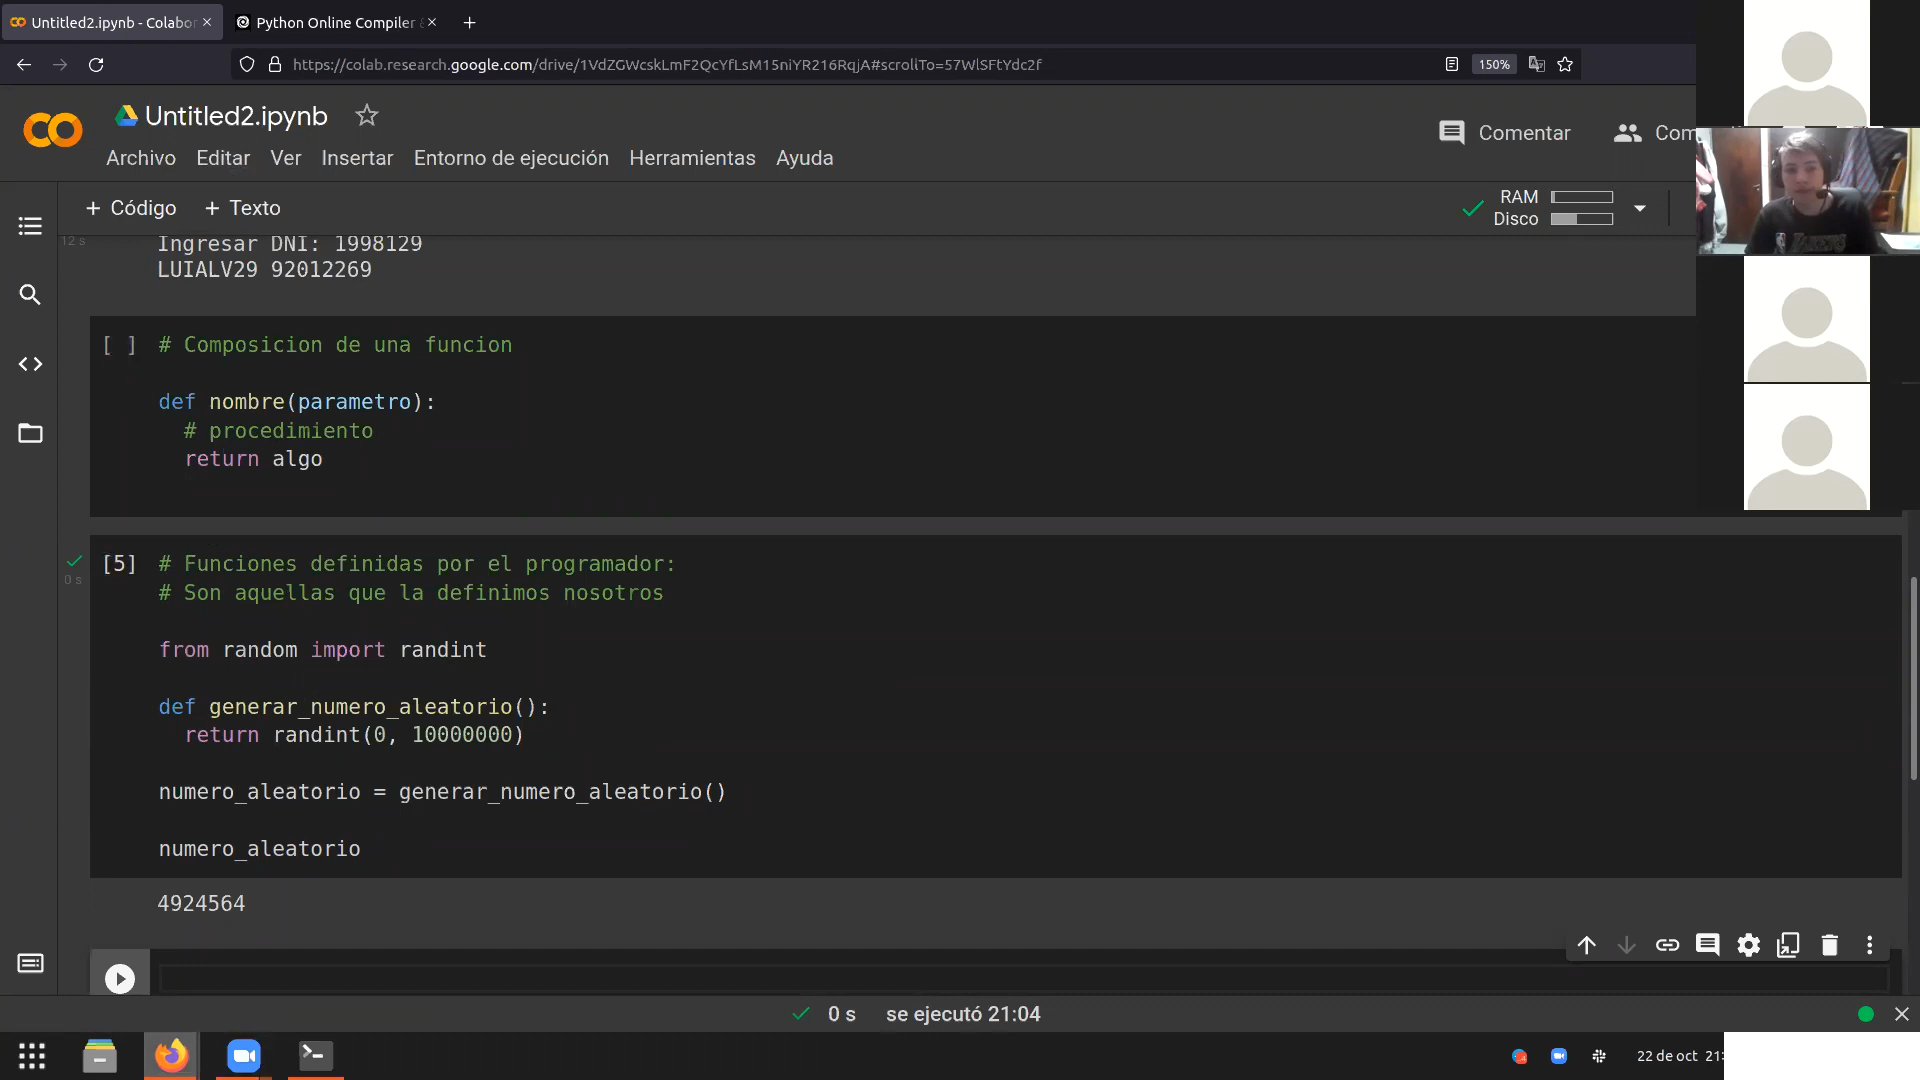 Untitled2.ipynb - Colabor
Python Online Compiler
https://colab.research.google.com/drive/1VdZGWcskLmF2QcYfLsM15niYR216RqjA#scrollTo=57WlSFtYdc2f
150%
Untitled2.ipynb
Comentar
Com
Archivo Editar Ver Insertar Entorno de ejecución Herramientas Ayuda
+ Código + Texto
RAM
Disco
12 s
Ingresar DNI: 1998129
LUIALV29 92012269
[ ] # Composicion de una funcion
def nombre(parametro):
# procedimiento
return algo
[5] # Funciones definidas por el programador:
0 s
# Son aquellas que la definimos nosotros
from random import randint
def generar_numero_aleatorio():
return randint(0, 10000000)
numero_aleatorio = generar_numero_aleatorio()
numero_aleatorio
4924564
0 s se ejecutó 21:04
22 de oct 21: